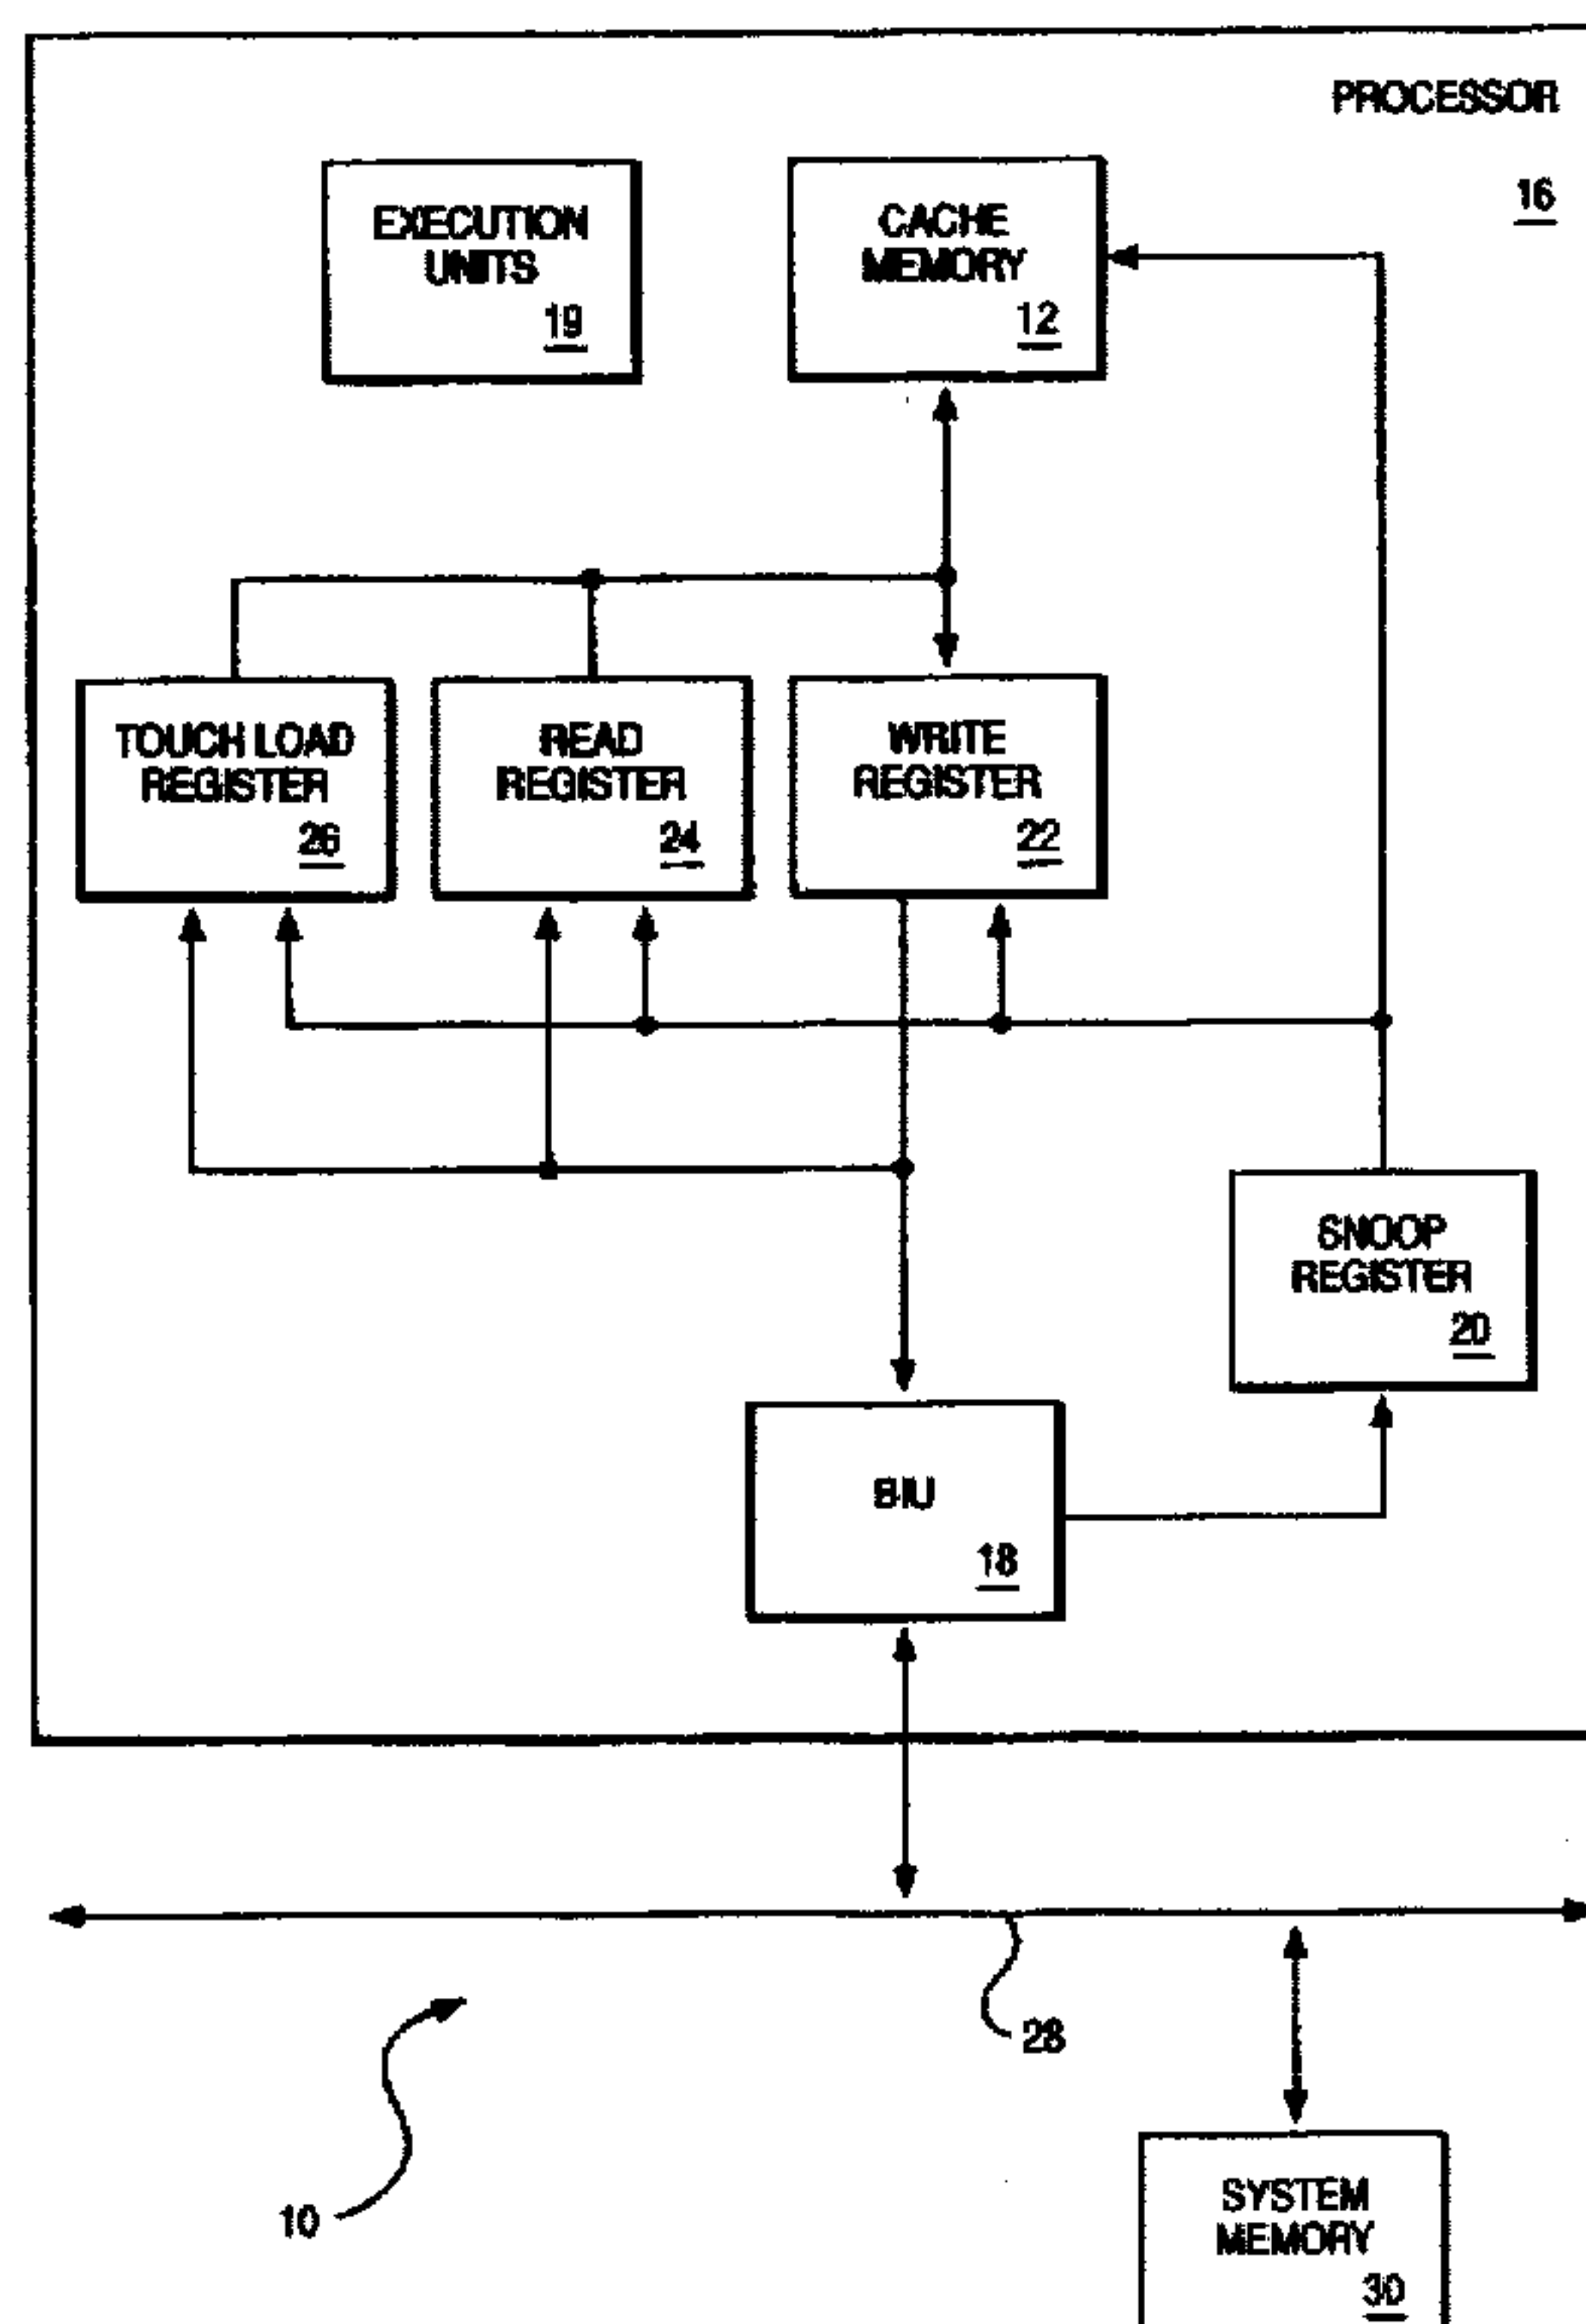 PROCESSOR
16
EXECUTION
UNITS
19
CACHE
MEMORY
12
TOUCH LOAD
REGISTER
26
READ
REGISTER
24
WRITE
REGISTER
22
SNOOP
REGISTER
20
BIU
18
28
10
SYSTEM
MEMORY
30